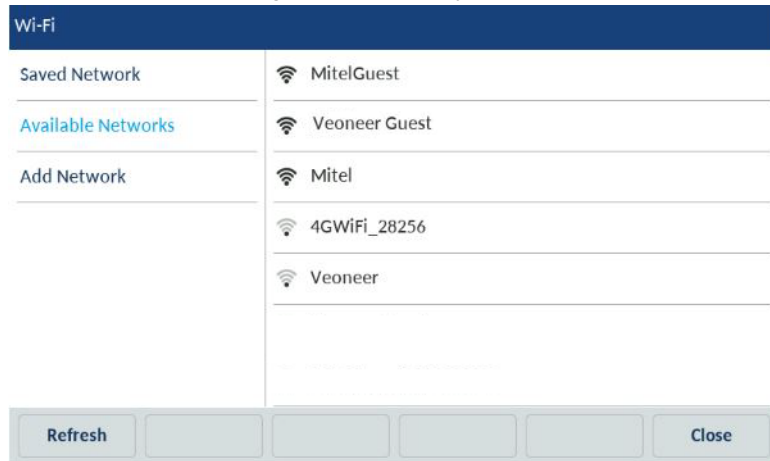 Wi-Fi
Saved Network
Available Networks
Add Network
MitelGuest
Veoneer Guest
Mitel
4GWiFi_28256
Veoneer
Refresh
Close